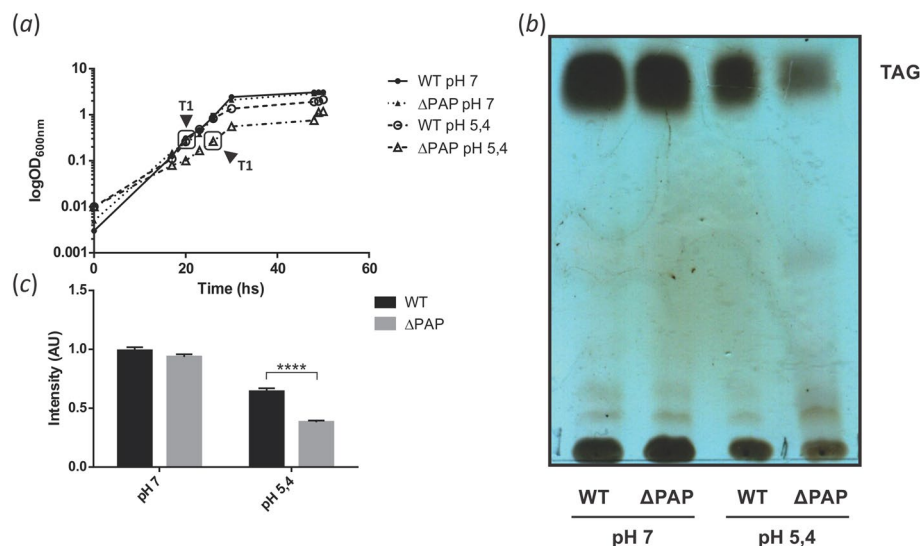 (a)
logOD600nm
10
1
0.1
0.01
0.001
T1
T1
0
20
40
60
Time (hs)
WT pH 7
ΔPAP pH 7
WT pH 5,4
ΔPAP pH 5,4
(b)
TAG
WT
ΔPAP
WT
ΔPAP
pH 7
pH 5,4
(c)
Intensity (AU)
1.5
1.0
0.5
0.0
****
pH 7
pH 5,4
WT
ΔPAP